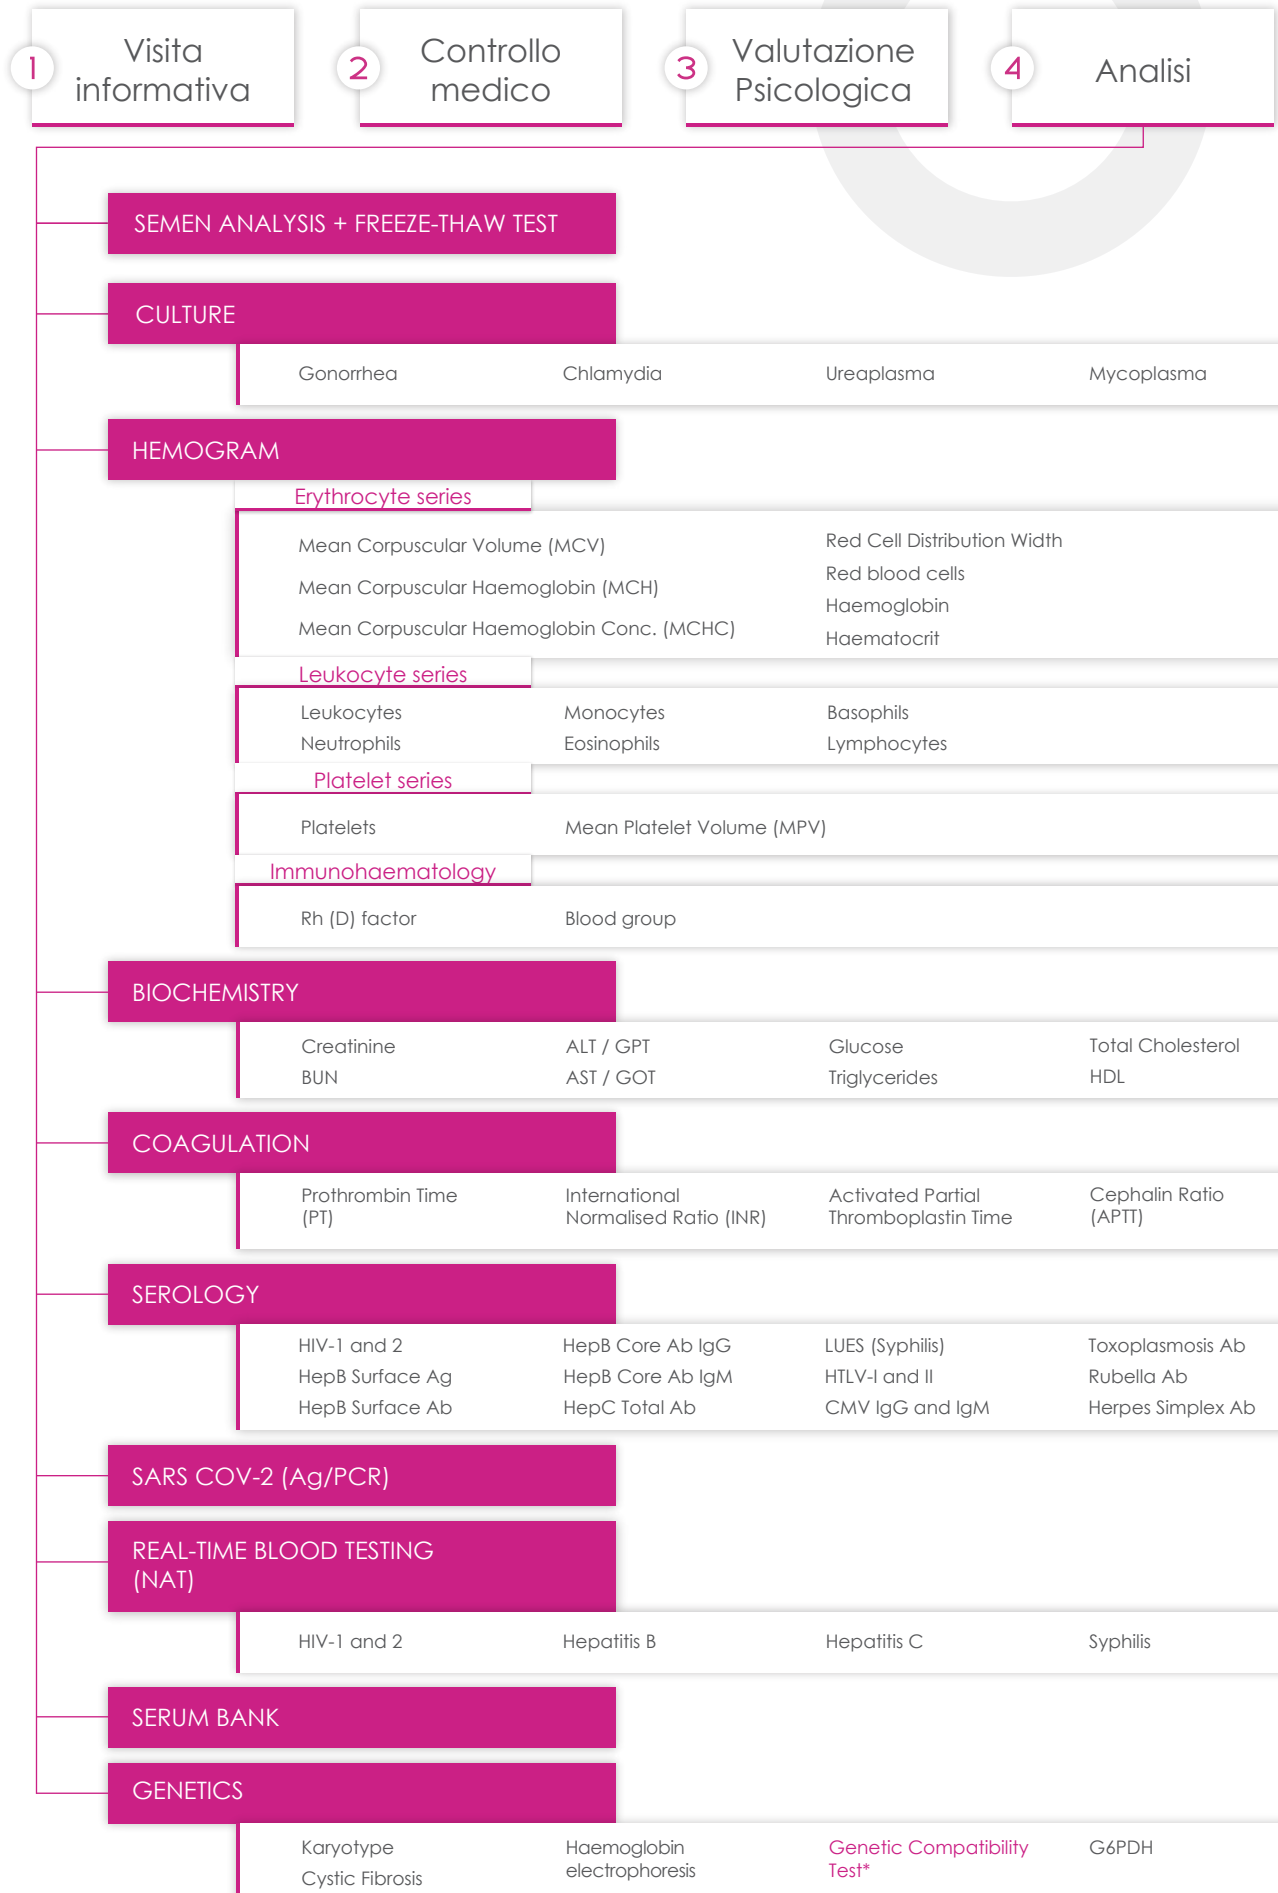 1
Visita
informativa
2
Controllo
medico
3
Valutazione
Psicologica
4
Analisi
SEMEN ANALYSIS + FREEZE-THAW TEST
CULTURE
Gonorrhea Chlamydia Ureaplasma Mycoplasma
HEMOGRAM
Erythrocyte series
Mean Corpuscular Volume (MCV)
Mean Corpuscular Haemoglobin (MCH)
Mean Corpuscular Haemoglobin Conc. (MCHC)
Red Cell Distribution Width
Red blood cells
Haemoglobin
Haematocrit
Leukocyte series
Leukocytes Monocytes Basophils
Neutrophils Eosinophils Lymphocytes
Platelet series
Platelets Mean Platelet Volume (MPV)
Immunohaematology
Rh (D) factor Blood group
BIOCHEMISTRY
Creatinine ALT / GPT Glucose Total Cholesterol
BUN AST / GOT Triglycerides HDL
COAGULATION
Prothrombin Time
(PT)
International
Normalised Ratio (INR)
Activated Partial
Thromboplastin Time
Cephalin Ratio
(APTT)
SEROLOGY
HIV-1 and 2 HepB Core Ab IgG LUES (Syphilis) Toxoplasmosis Ab
HepB Surface Ag HepB Core Ab IgM HTLV-I and II Rubella Ab
HepB Surface Ab HepC Total Ab CMV IgG and IgM Herpes Simplex Ab
SARS COV-2 (Ag/PCR)
REAL-TIME BLOOD TESTING
(NAT)
HIV-1 and 2 Hepatitis B Hepatitis C Syphilis
SERUM BANK
GENETICS
Karyotype
Cystic Fibrosis
Haemoglobin
electrophoresis
Genetic Compatibility
Test*
G6PDH